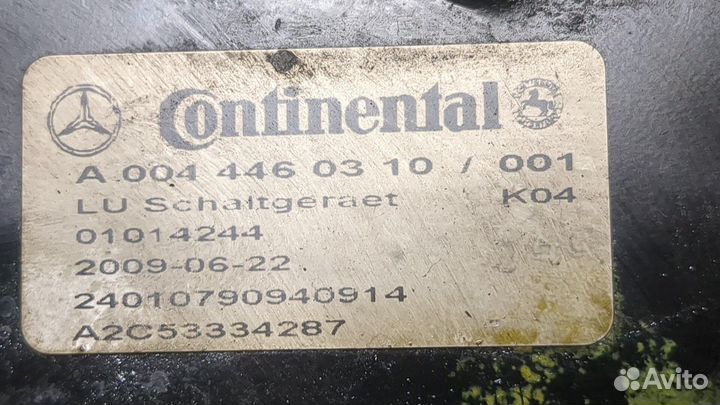 Continental
A 004 446 03 10 / 001
LU Schaltgeraet K04
01014244
2009-06-22
24010790940914
A2C53334287
Avito